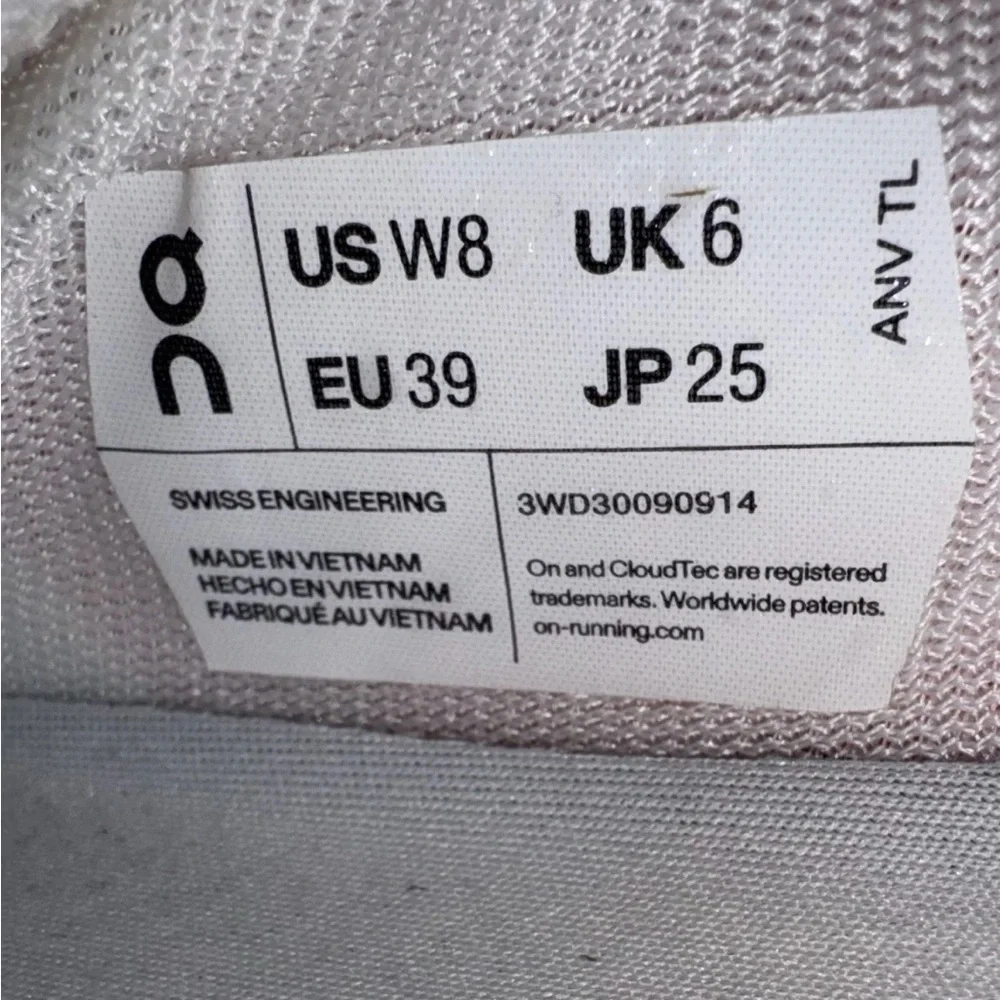 on
US W8 UK 6
EU 39 JP 25
ANV TL
SWISS ENGINEERING
MADE IN VIETNAM
HECHO EN VIETNAM
FABRIQUÉ AU VIETNAM
3WD30090914
On and CloudTec are registered
trademarks. Worldwide patents.
on-running.com